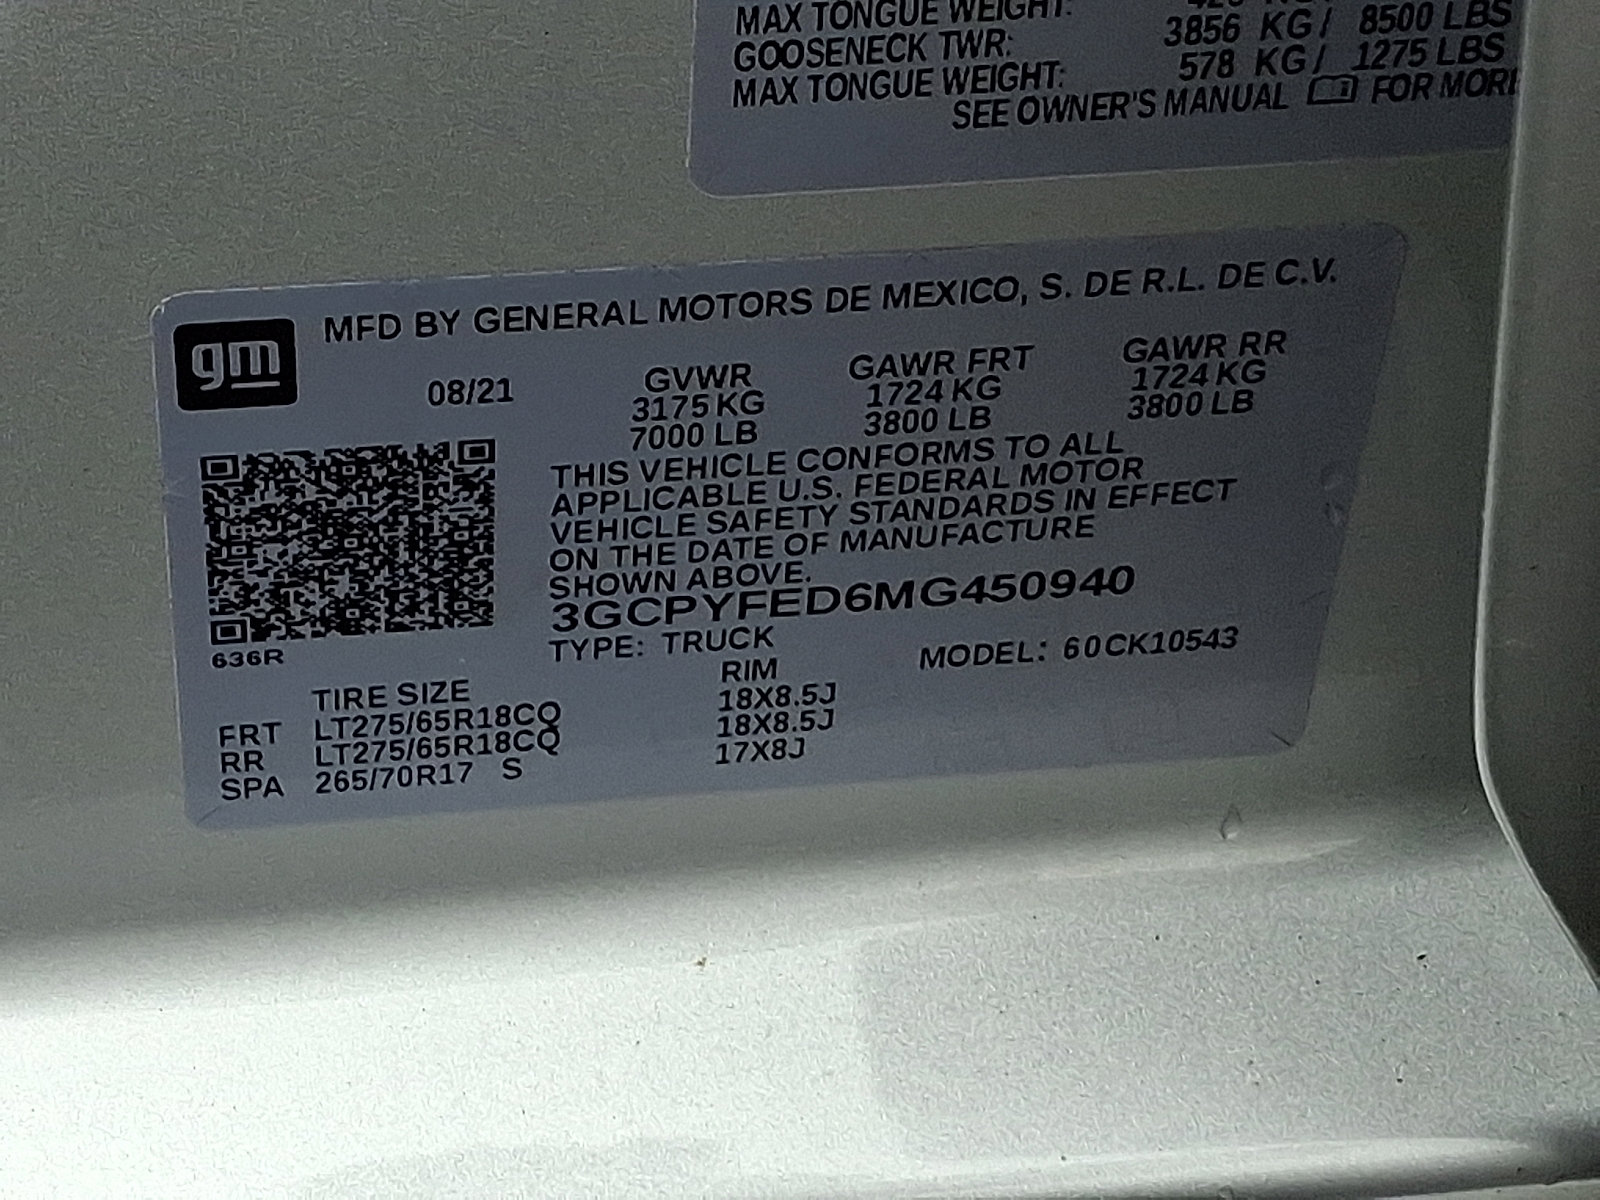 MAX TONGUE WEIGHT:
GOOSENECK TWR: 3856 KG / 8500 LBS
MAX TONGUE WEIGHT: 578 KG / 1275 LBS
SEE OWNER'S MANUAL FOR
gm
MFD BY GENERAL MOTORS DE MEXICO, S. DE R.L. DE C.V.
08/21 GVWR GAWR FRT GAWR RR
3175 KG 1724 KG 1724 KG
7000 LB 3800 LB 3800 LB
THIS VEHICLE CONFORMS TO ALL
APPLICABLE U.S. FEDERAL MOTOR
VEHICLE SAFETY STANDARDS IN EFFECT
ON THE DATE OF MANUFACTURE
SHOWN ABOVE.
3GCPYFED6MG450940
636R
TYPE: TRUCK MODEL: 60CK10543
TIRE SIZE RIM
FRT LT275/65R18CQ 18X8.5J
RR LT275/65R18CQ 18X8.5J
SPA 265/70R17 S 17X8J